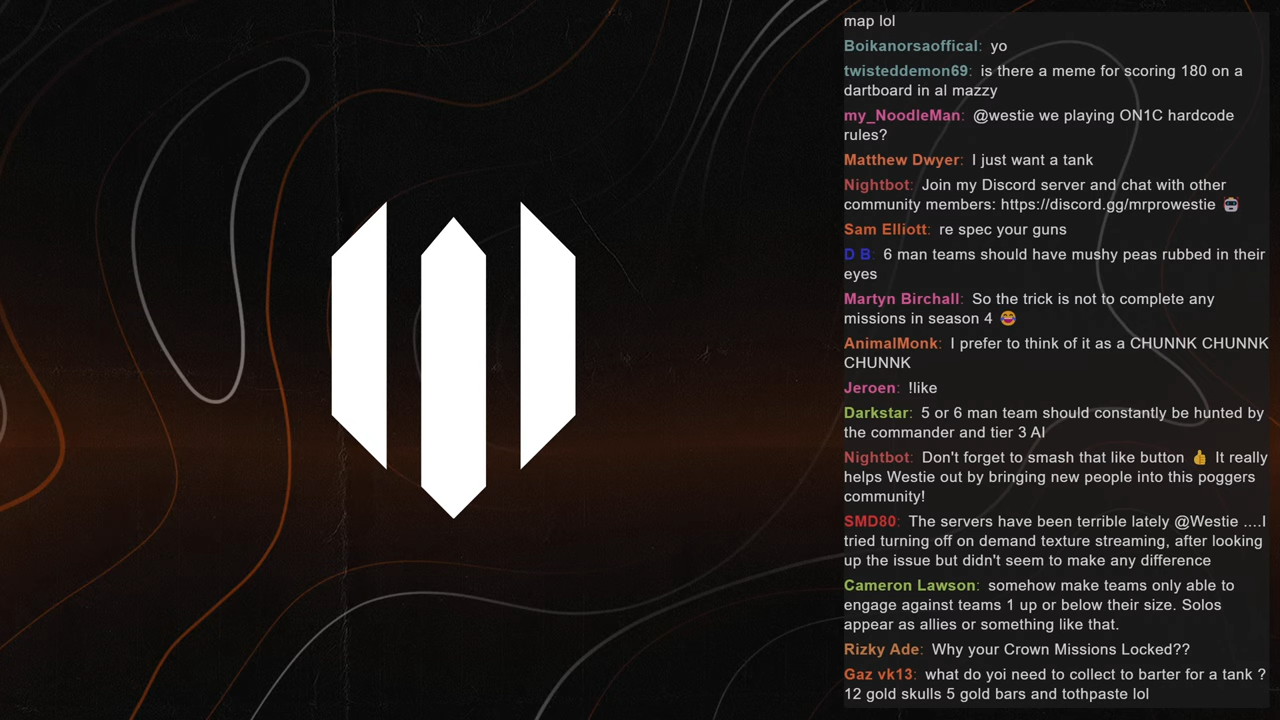 map lol
Boikanorsaoffical: yo
twisteddemon69: is there a meme for scoring 180 on a
dartboard in al mazzy
my_NoodleMan: @westie we playing ON1C hardcode
rules?
Matthew Dwyer: I just want a tank
Nightbot: Join my Discord server and chat with other
community members: https://discord.gg/mrprowestie 🤖
Sam Elliott: re spec your guns
D B: 6 man teams should have mushy peas rubbed in their
eyes
Martyn Birchall: So the trick is not to complete any
missions in season 4 😂
AnimalMonk: I prefer to think of it as a CHUNNK CHUNNK
CHUNNK
Jeroen: !like
Darkstar: 5 or 6 man team should constantly be hunted by
the commander and tier 3 AI
Nightbot: Don't forget to smash that like button 👍 It really
helps Westie out by bringing new people into this poggers
community!
SMD80: The servers have been terrible lately @Westie ....I
tried turning off on demand texture streaming, after looking
up the issue but didn't seem to make any difference
Cameron Lawson: somehow make teams only able to
engage against teams 1 up or below their size. Solos
appear as allies or something like that.
Rizky Ade: Why your Crown Missions Locked??
Gaz vk13: what do yoi need to collect to barter for a tank ?
12 gold skulls 5 gold bars and tothpaste lol